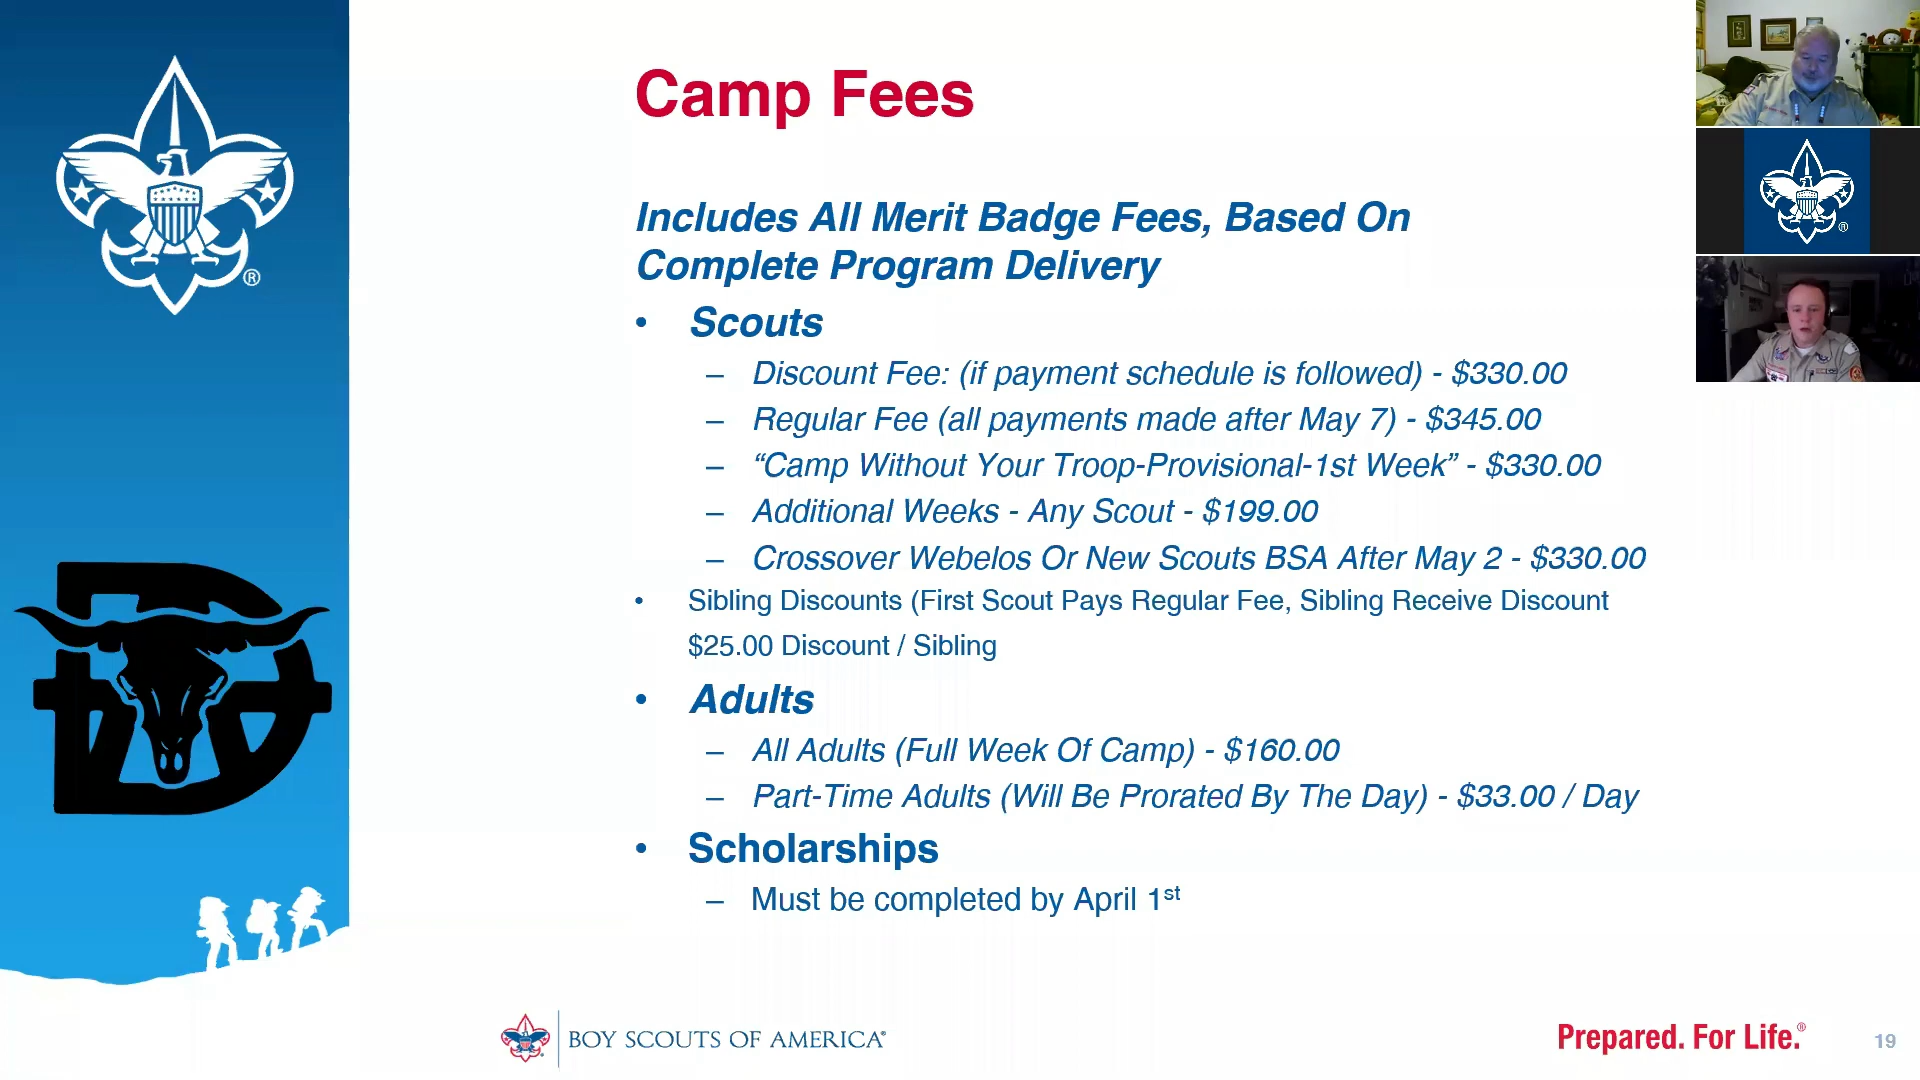 Camp Fees
Includes All Merit Badge Fees, Based On
Complete Program Delivery
• Scouts
– Discount Fee: (if payment schedule is followed) - $330.00
– Regular Fee (all payments made after May 7) - $345.00
– “Camp Without Your Troop-Provisional-1st Week” - $330.00
– Additional Weeks - Any Scout - $199.00
– Crossover Webelos Or New Scouts BSA After May 2 - $330.00
• Sibling Discounts (First Scout Pays Regular Fee, Sibling Receive Discount
$25.00 Discount / Sibling
• Adults
– All Adults (Full Week Of Camp) - $160.00
– Part-Time Adults (Will Be Prorated By The Day) - $33.00 / Day
• Scholarships
– Must be completed by April 1st
BOY SCOUTS OF AMERICA®
Prepared. For Life.®
19